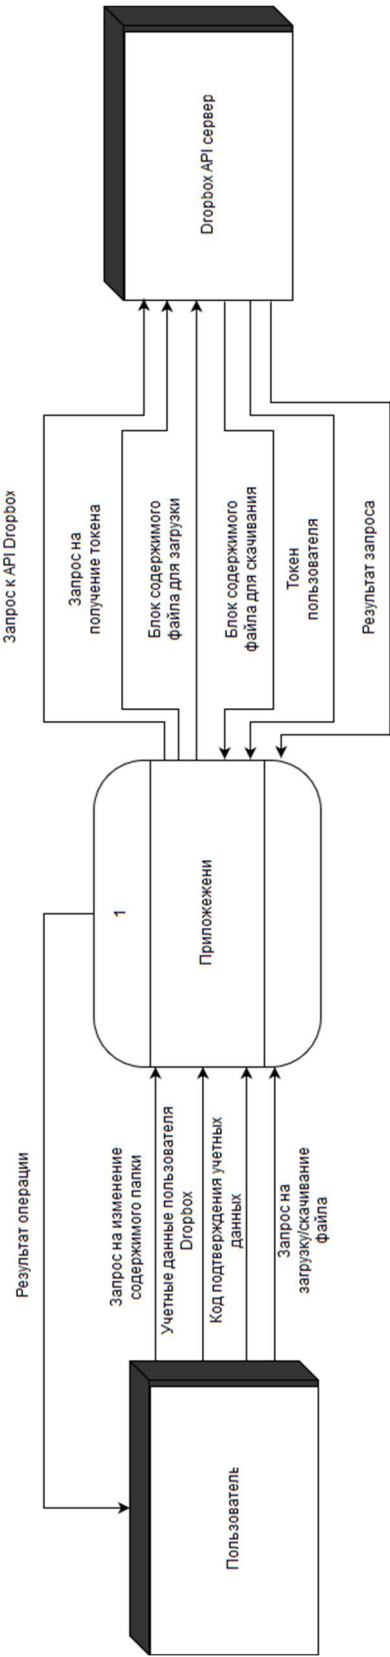 Результат операции
Запрос к API Dropbox
Запрос на
получение токена
Блок содержимого
файла для загрузки
Блок содержимого
файла для скачивания
Токен
пользователя
Результат запроса
Запрос на изменение
содержимого папки
Учетные данные пользователя
Dropbox
Код подтверждения учетных
данных
Запрос на
загрузку/скачивание
файла
Пользователь
1
Приложежени
Dropbox API сервер